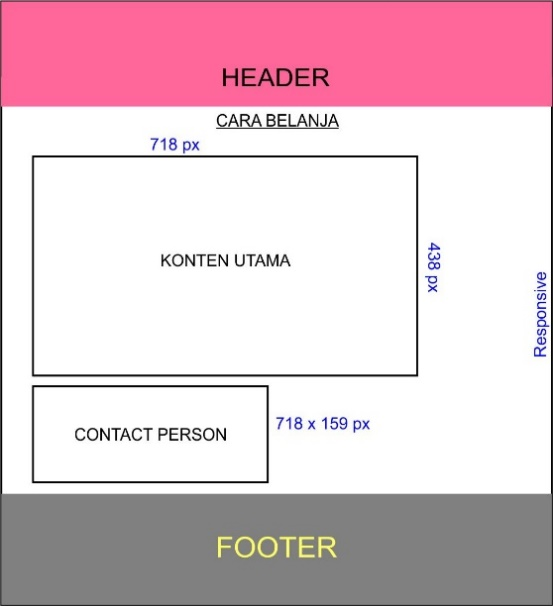 HEADER
CARA BELANJA
718 px
KONTEN UTAMA
438 px
Responsive
CONTACT PERSON
718 x 159 px
FOOTER